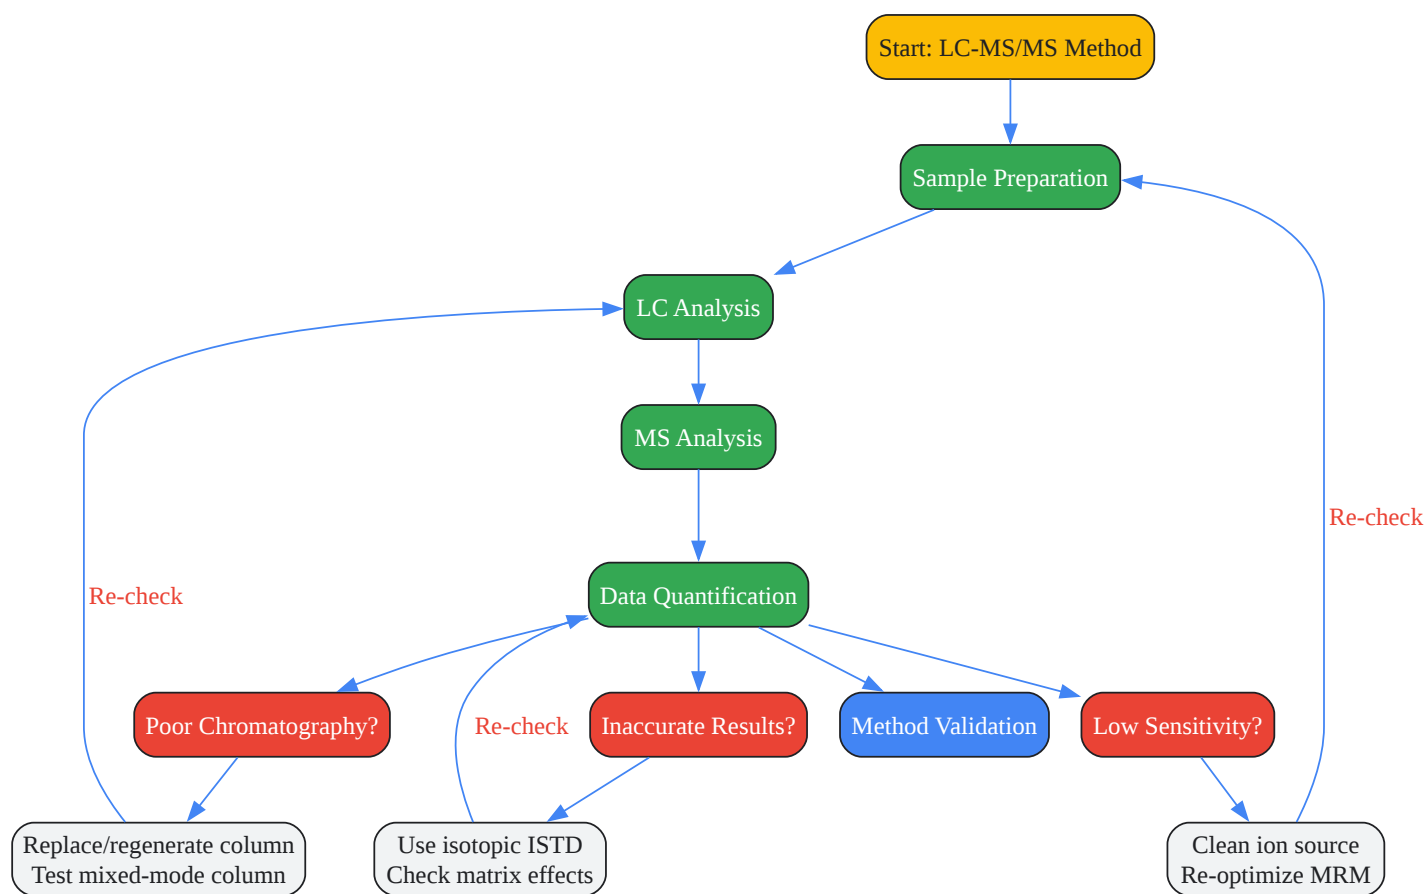 Start: LC-MS/MS Method
Sample Preparation
LC Analysis
MS Analysis
Re-check
Re-check
Data Quantification
Poor Chromatography?
Re-check
Inaccurate Results?
Method Validation
Low Sensitivity?
Replace/regenerate column
Test mixed-mode column
Use isotopic ISTD
Check matrix effects
Clean ion source
Re-optimize MRM